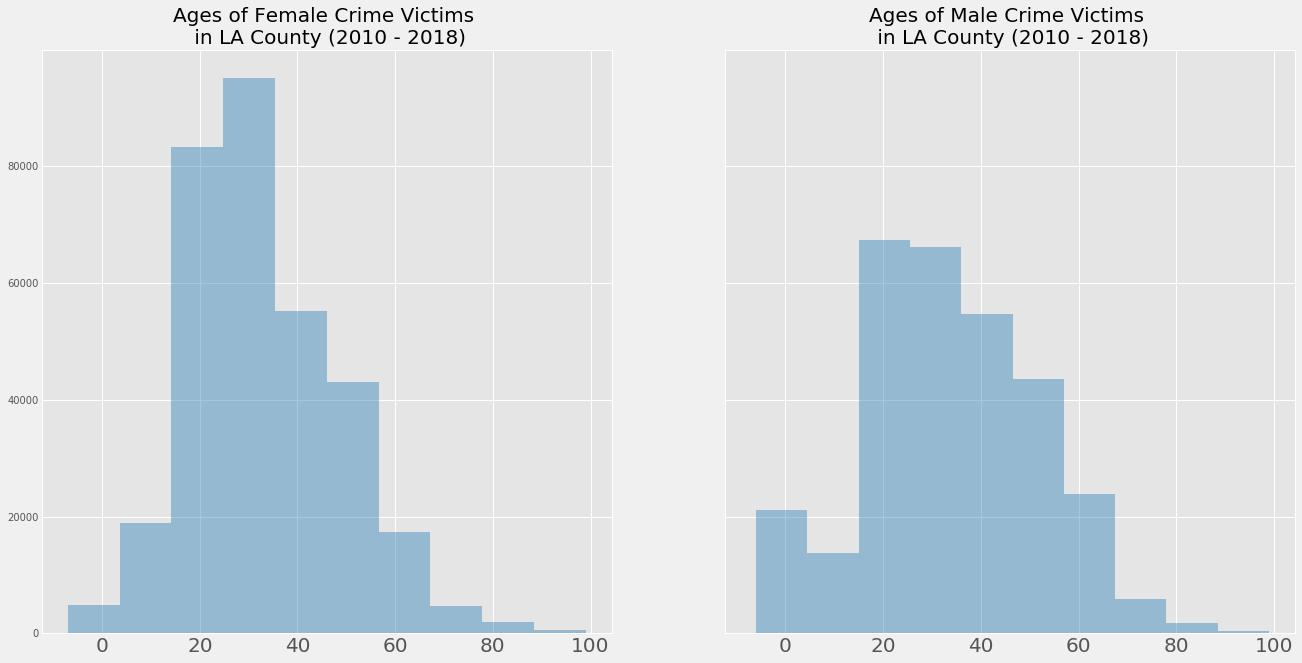 Ages of Female Crime Victims
in LA County (2010 - 2018)
80000
60000
40000
20000
0
0 20 40 60 80 100
Ages of Male Crime Victims
in LA County (2010 - 2018)
0 20 40 60 80 100